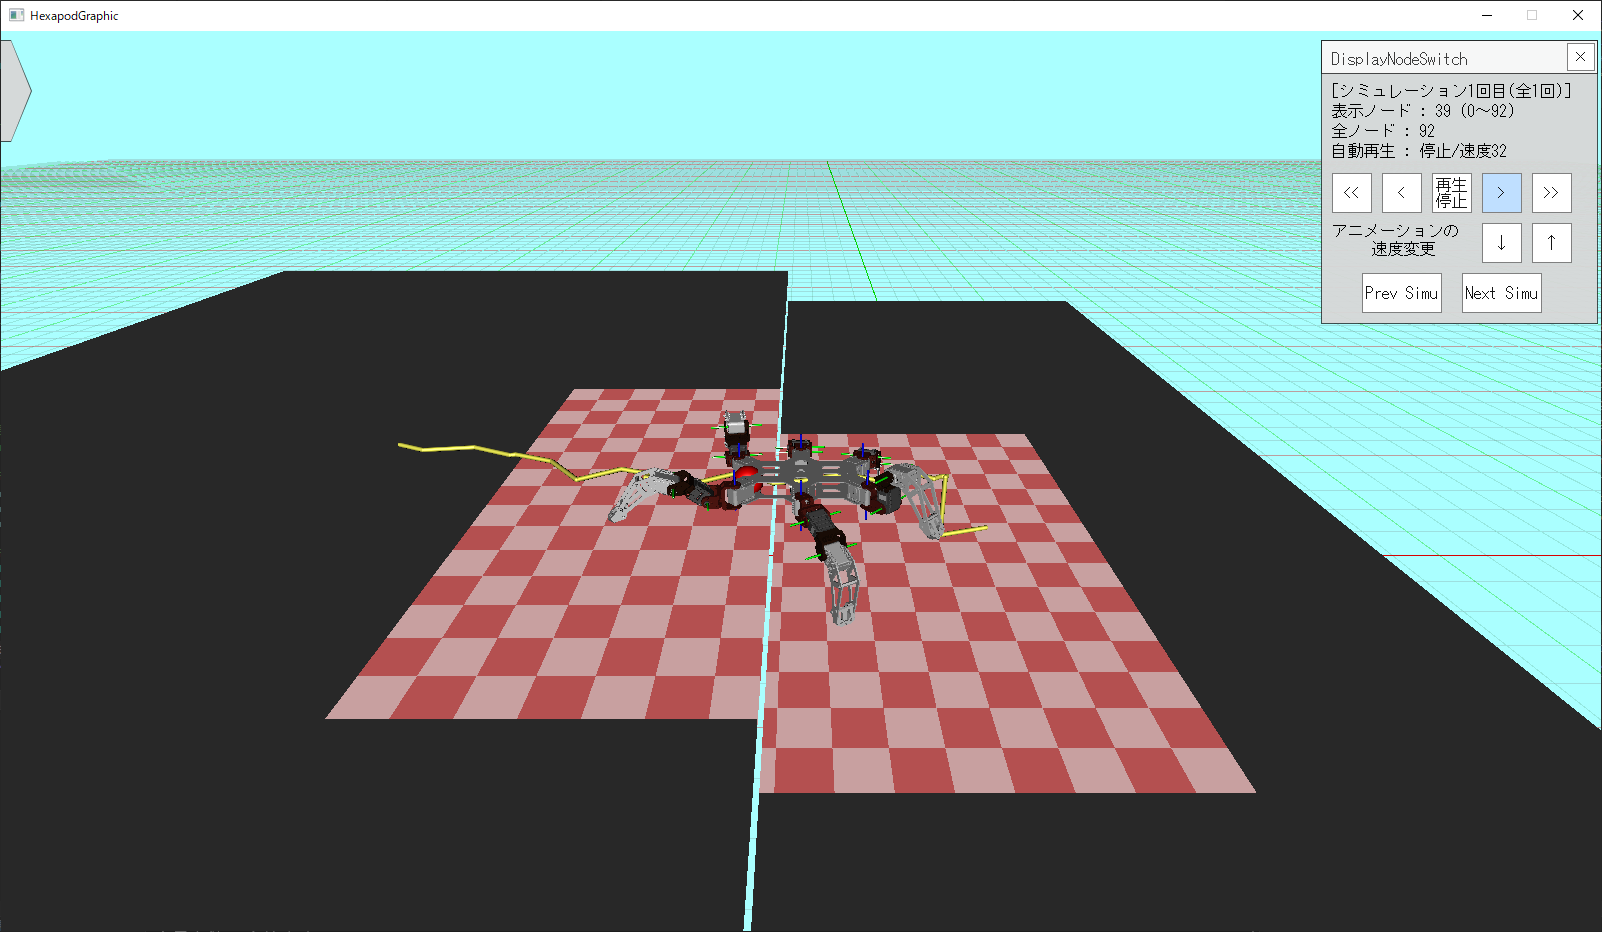 HexapodGraphic
DisplayNodeSwitch
[シミュレーション1回目(全1回)]
表示ノード : 39 (0～92)
全ノード : 92
自動再生 : 停止/速度32
<< < 再生 > >>
停止
アニメーションの ↓ ↑
速度変更
Prev Simu Next Simu